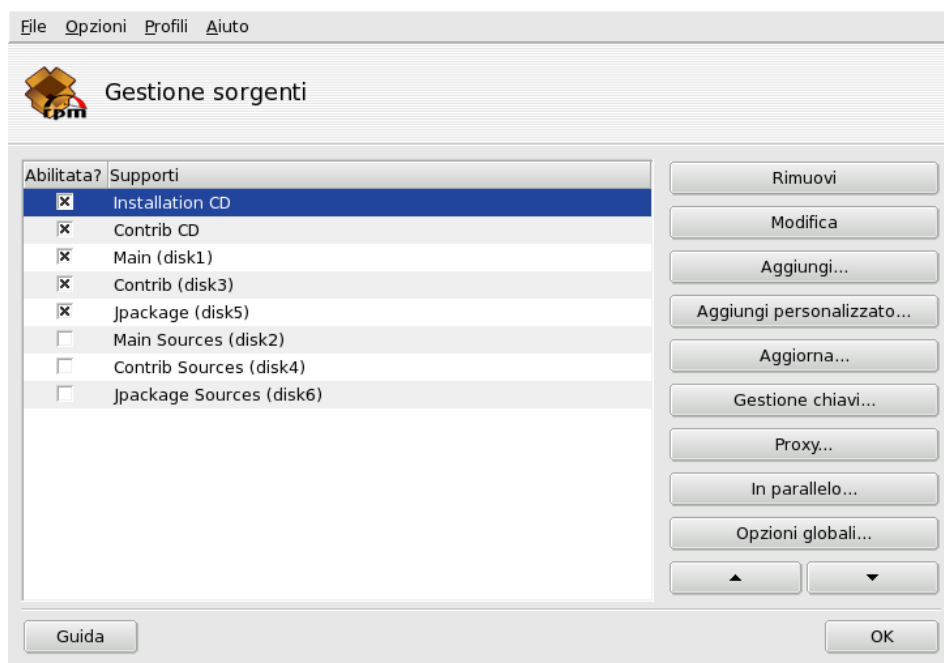 File Opzioni Profili Aiuto
rpm
Gestione sorgenti
Abilitata? Supporti
Installation CD
Contrib CD
Main (disk1)
Contrib (disk3)
Jpackage (disk5)
Main Sources (disk2)
Contrib Sources (disk4)
Jpackage Sources (disk6)
Rimuovi
Modifica
Aggiungi...
Aggiungi personalizzato...
Aggiorna...
Gestione chiavi...
Proxy...
In parallelo...
Opzioni globali...
Guida
OK